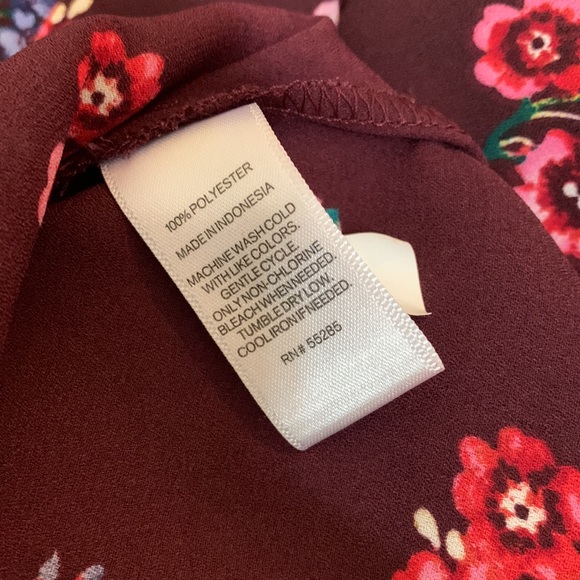 100% POLYESTER
MADE IN INDONESIA
MACHINE WASH COLD
WITH LIKE COLORS.
GENTLE CYCLE.
ONLY NON-CHLORINE
BLEACH WHEN NEEDED.
TUMBLE DRY LOW.
COOL IRON IF NEEDED.
RN# 55285